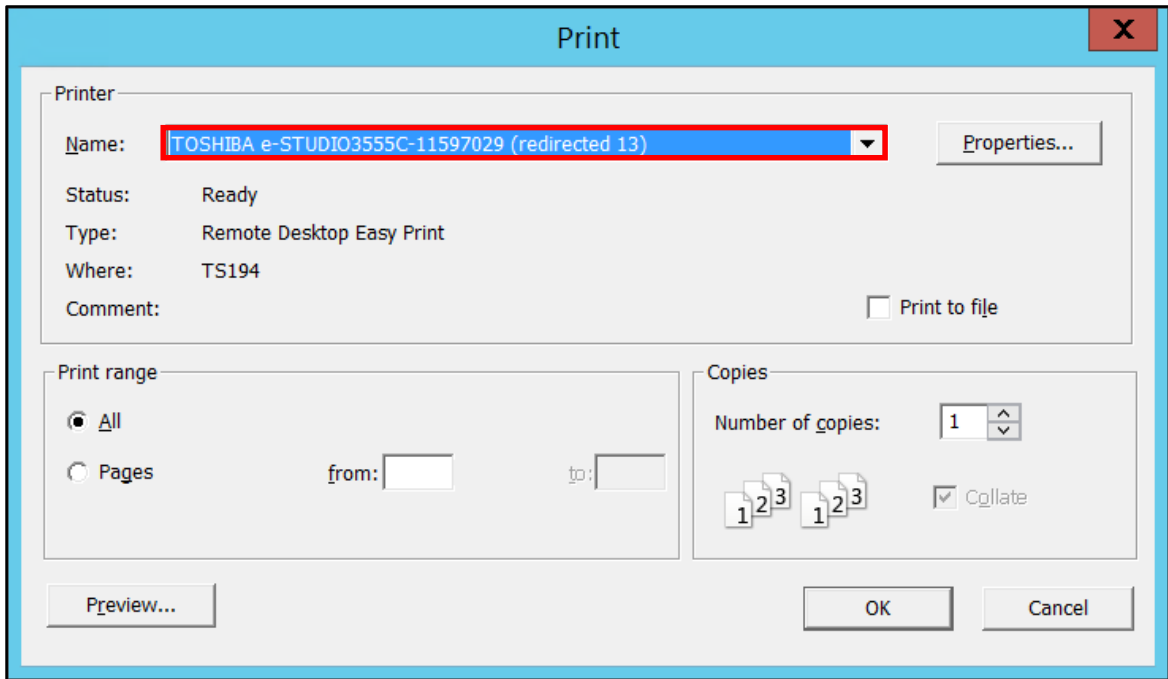 Print
X
Printer
Name: TOSHIBA e-STUDIO3555C-11597029 (redirected 13) Properties...
Status: Ready
Type: Remote Desktop Easy Print
Where: TS194
Comment: Print to file
Print range
All
Pages from: to:
Copies
Number of copies: 1
1 2 3 1 2 3 Collate
Preview... OK Cancel